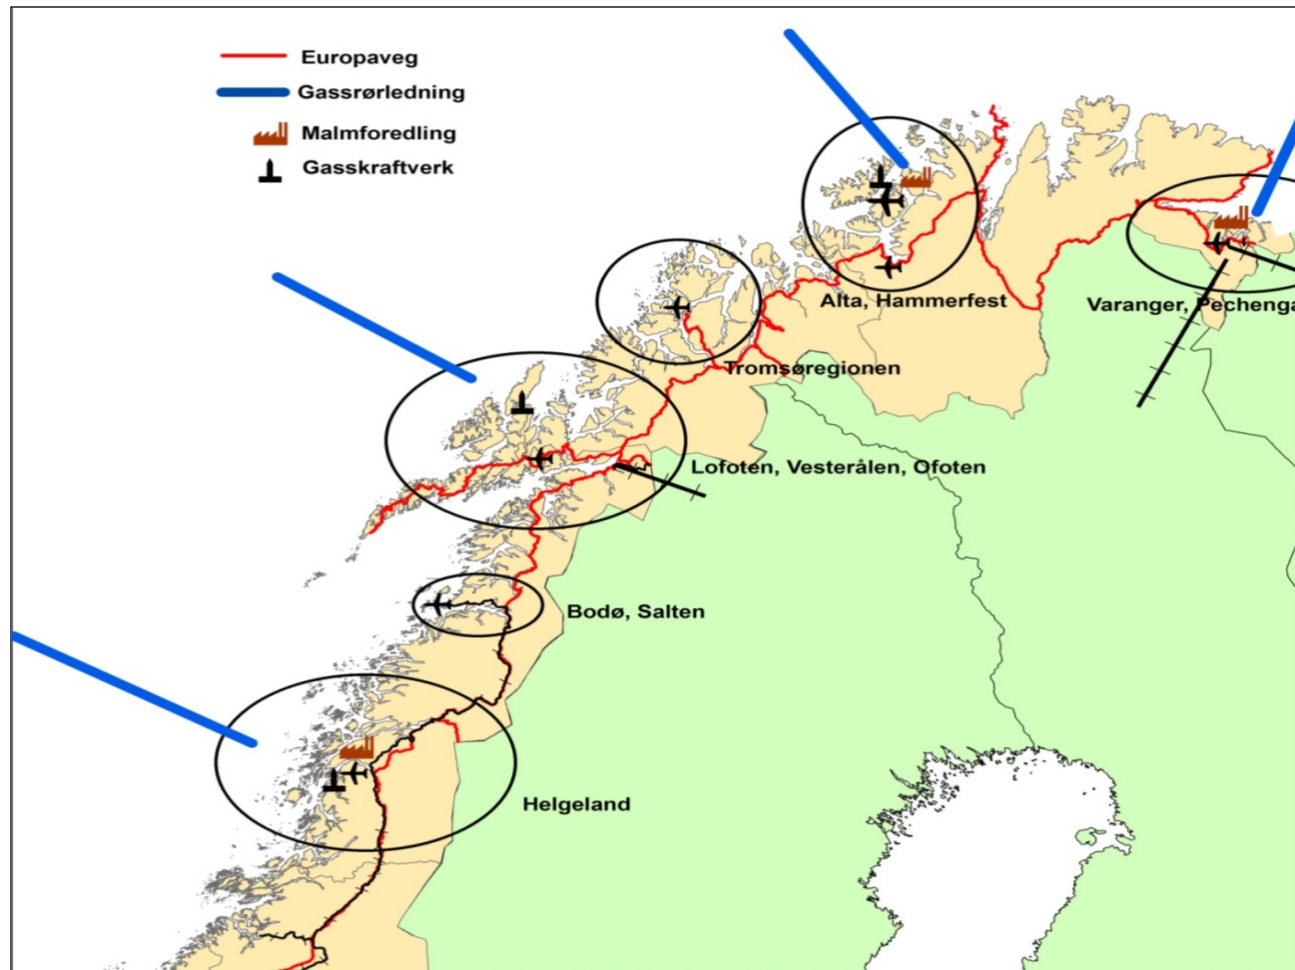 Europaveg
Gassrørledning
Malmforedling
Gasskraftverk
Alta, Hammerfest
Varanger, Pechenga
Tromsøregionen
Lofoten, Vesterålen, Ofoten
Bodø, Salten
Helgeland